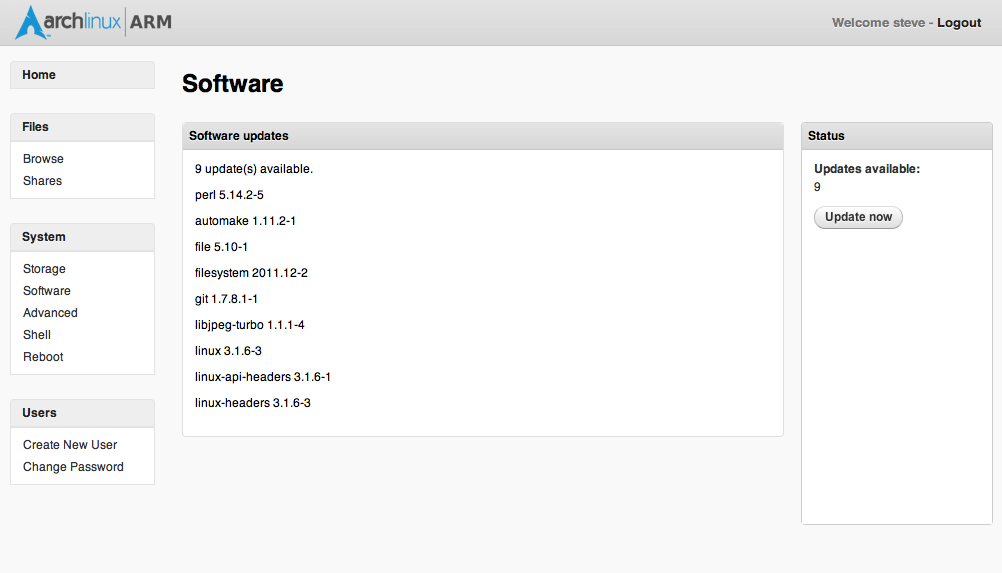 archlinux | ARM
Welcome steve - Logout
Home
Files
Browse
Shares
System
Storage
Software
Advanced
Shell
Reboot
Users
Create New User
Change Password
Software
Software updates
9 update(s) available.
perl 5.14.2-5
automake 1.11.2-1
file 5.10-1
filesystem 2011.12-2
git 1.7.8.1-1
libjpeg-turbo 1.1.1-4
linux 3.1.6-3
linux-api-headers 3.1.6-1
linux-headers 3.1.6-3
Status
Updates available:
9
Update now